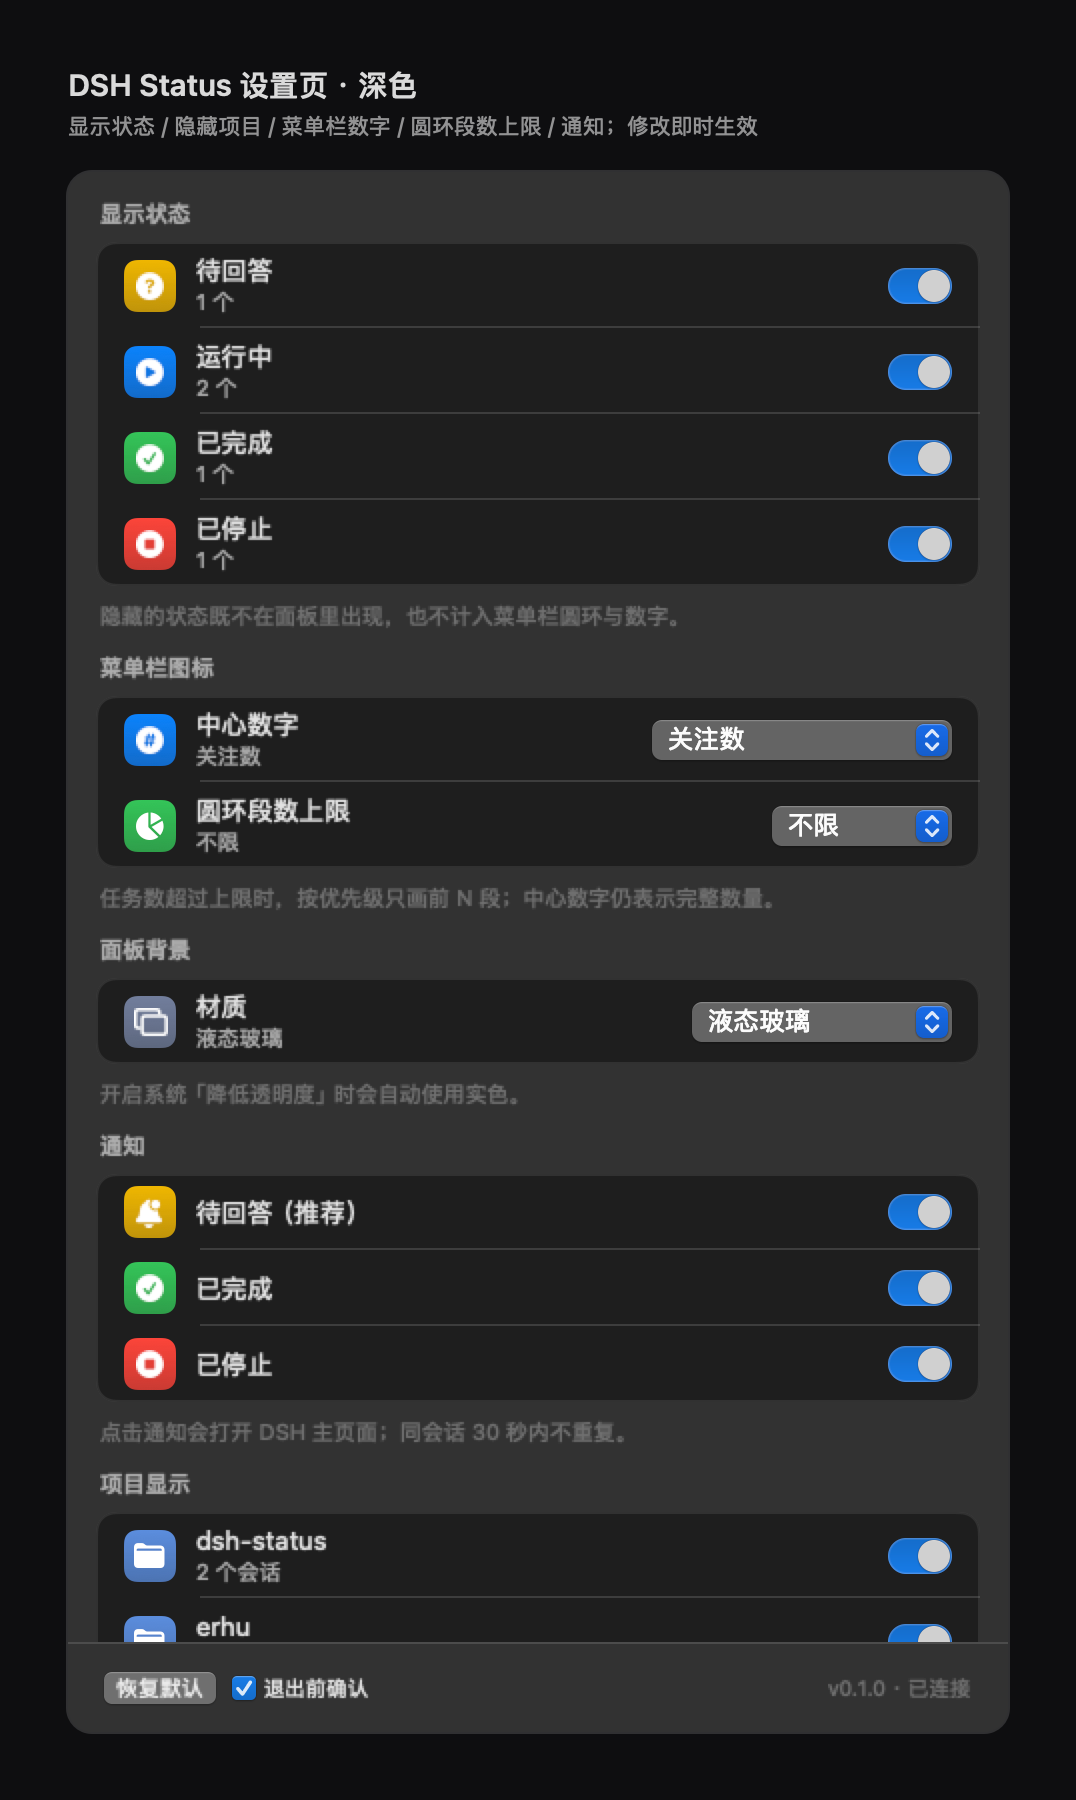 DSH Status 设置页 · 深色
显示状态 / 隐藏项目 / 菜单栏数字 / 圆环段数上限 / 通知；修改即时生效
显示状态
待回答
1 个
运行中
2 个
已完成
1 个
已停止
1 个
隐藏的状态既不在面板里出现，也不计入菜单栏圆环与数字。
菜单栏图标
中心数字
关注数
关注数
圆环段数上限
不限
不限
任务数超过上限时，按优先级只画前 N 段；中心数字仍表示完整数量。
面板背景
材质
液态玻璃
液态玻璃
开启系统「降低透明度」时会自动使用实色。
通知
待回答（推荐）
已完成
已停止
点击通知会打开 DSH 主页面；同会话 30 秒内不重复。
项目显示
dsh-status
2 个会话
erhu
恢复默认
退出前确认
v0.1.0 · 已连接